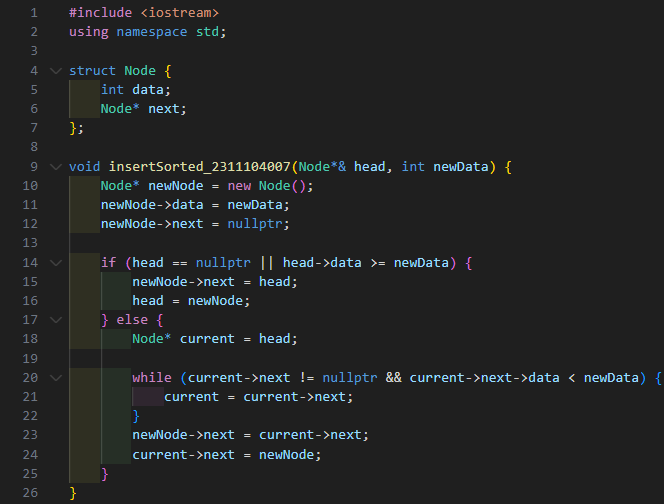 1 #include <iostream>
2 using namespace std;
3
4 struct Node {
5     int data;
6     Node* next;
7 };
8
9 void insertSorted_2311104007(Node*& head, int newData) {
10     Node* newNode = new Node();
11     newNode->data = newData;
12     newNode->next = nullptr;
13
14     if (head == nullptr || head->data >= newData) {
15         newNode->next = head;
16         head = newNode;
17     } else {
18         Node* current = head;
19
20         while (current->next != nullptr && current->next->data < newData) {
21             current = current->next;
22         }
23         newNode->next = current->next;
24         current->next = newNode;
25     }
26 }